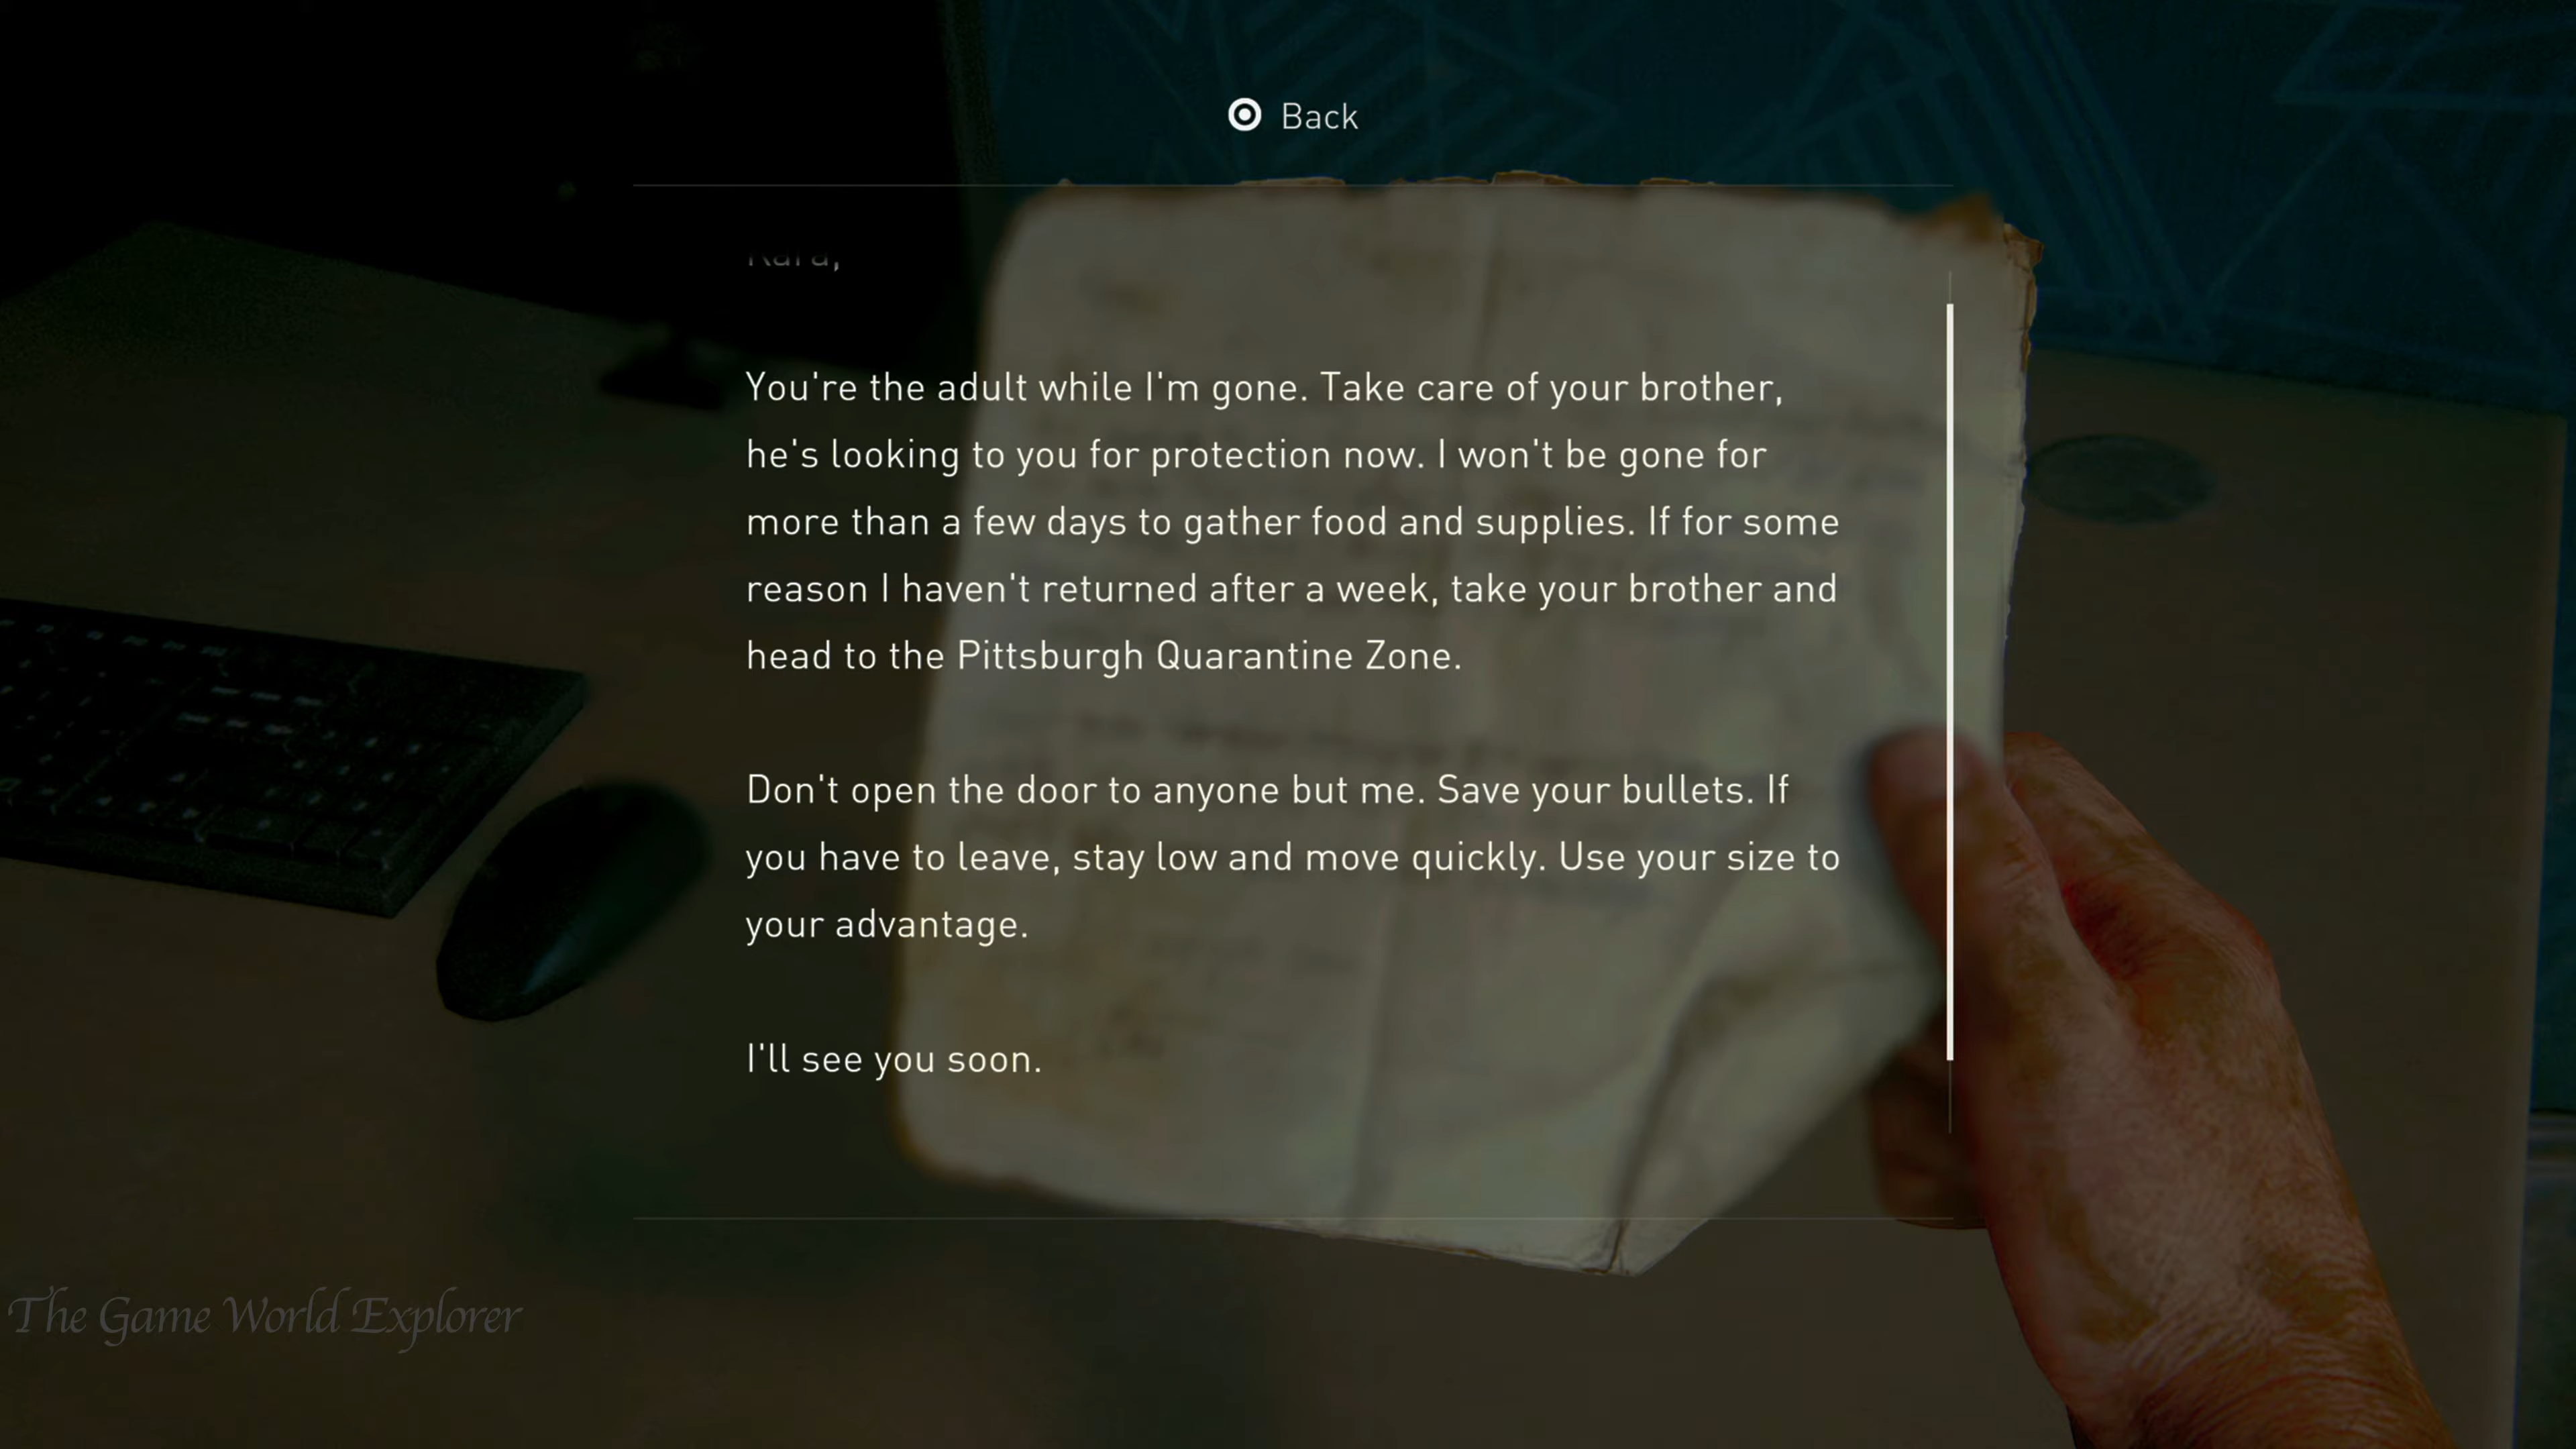 Back
Kara,
You're the adult while I'm gone. Take care of your brother,
he's looking to you for protection now. I won't be gone for
more than a few days to gather food and supplies. If for some
reason I haven't returned after a week, take your brother and
head to the Pittsburgh Quarantine Zone.
Don't open the door to anyone but me. Save your bullets. If
you have to leave, stay low and move quickly. Use your size to
your advantage.
I'll see you soon.
The Game World Explorer